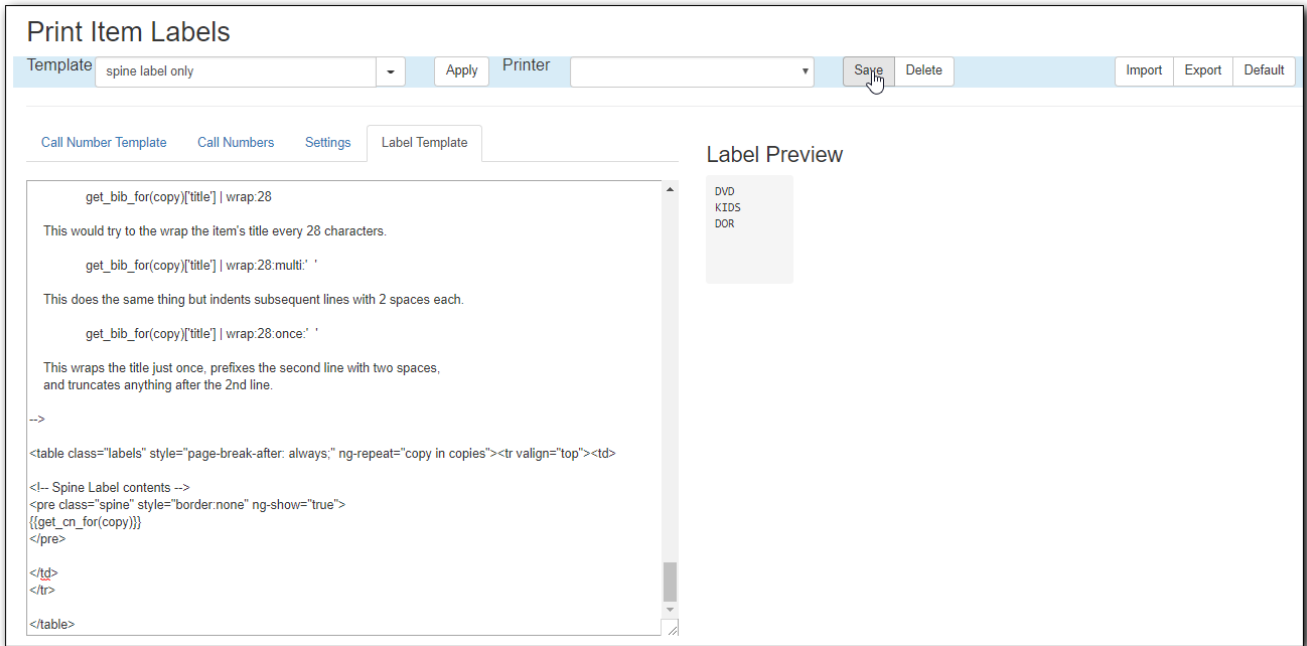 Print Item Labels
Template spine label only Apply Printer Save Delete Import Export Default
Call Number Template Call Numbers Settings Label Template
get_bib_for(copy)['title'] | wrap:28
This would try to the wrap the item's title every 28 characters.
get_bib_for(copy)['title'] | wrap:28:multi:'  '
This does the same thing but indents subsequent lines with 2 spaces each.
get_bib_for(copy)['title'] | wrap:28:once:'  '
This wraps the title just once, prefixes the second line with two spaces,
and truncates anything after the 2nd line.
-->
<table class="labels" style="page-break-after: always;" ng-repeat="copy in copies"><tr valign="top"><td>
<!-- Spine Label contents -->
<pre class="spine" style="border:none" ng-show="true">
{{get_cn_for(copy)}}
</pre>
</td>
</tr>
</table>
Label Preview
DVD
KIDS
DOR